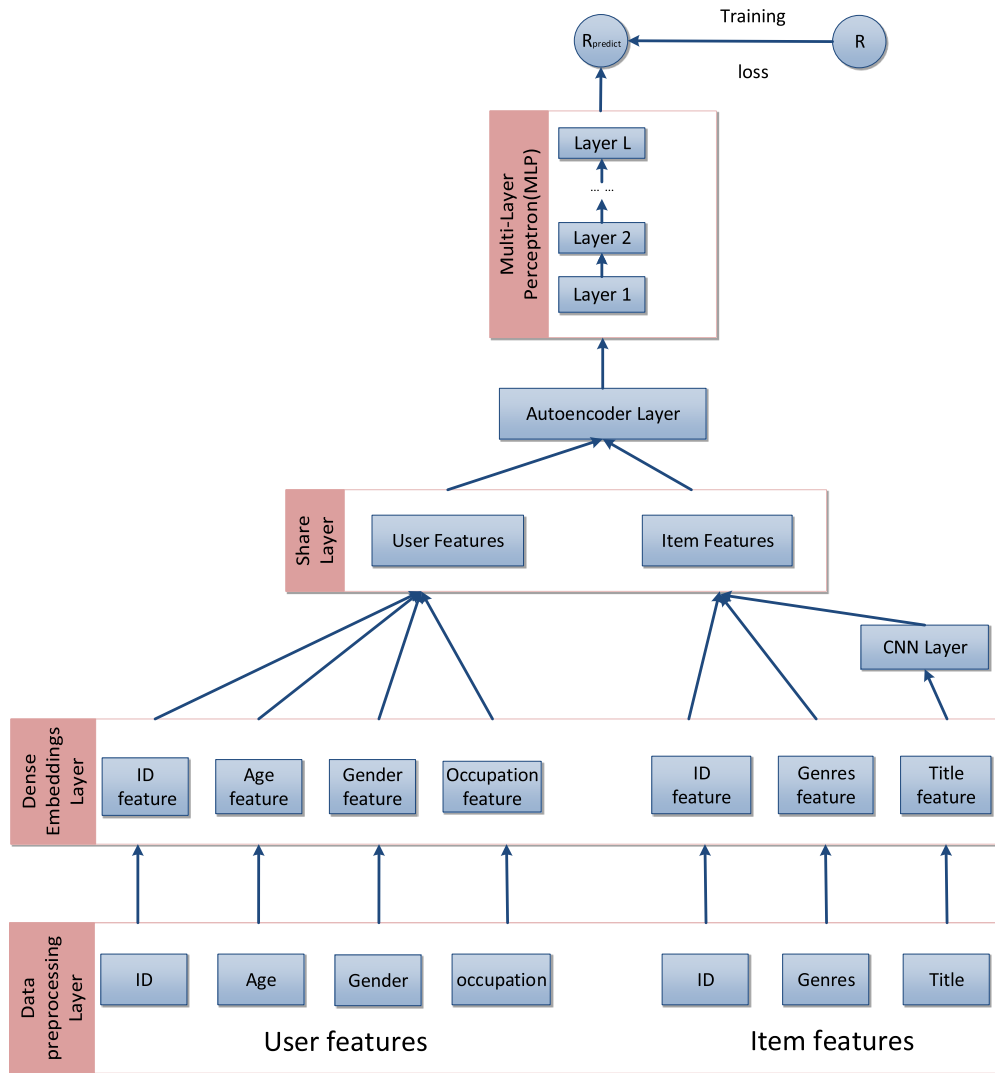 Training
Rpredict
R
loss
Multi-Layer
Perceptron(MLP)
Layer L
... ...
Layer 2
Layer 1
Autoencoder Layer
Share
Layer
User Features
Item Features
CNN Layer
Dense
Embeddings
Layer
ID
feature
Age
feature
Gender
feature
Occupation
feature
ID
feature
Genres
feature
Title
feature
Data
preprocessing
Layer
ID
Age
Gender
occupation
ID
Genres
Title
User features
Item features